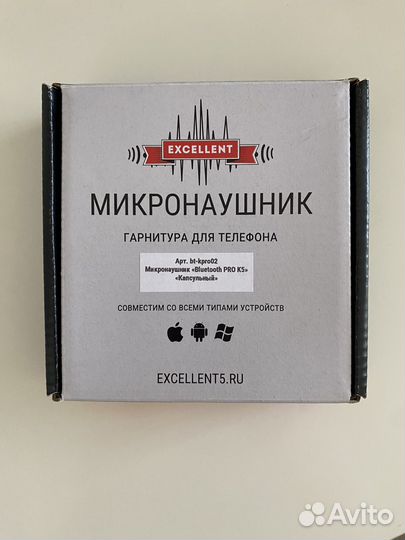 EXCELLENT
МИКРОНАУШНИК
ГАРНИТУРА ДЛЯ ТЕЛЕФОНА
Арт. bt-kpro02
Микронаушник «Bluetooth PRO K5»
«Капсульный»
СОВМЕСТИМ СО ВСЕМИ ТИПАМИ УСТРОЙСТВ
EXCELLENT5.RU
Avito